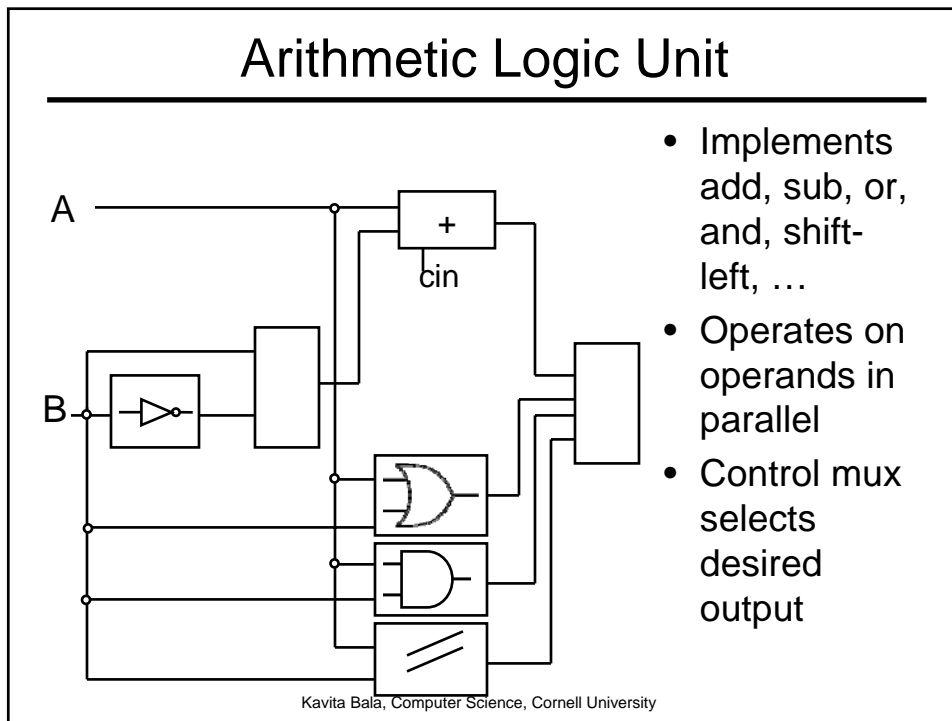 Arithmetic Logic Unit
A
+
cin
B
• Implements
add, sub, or,
and, shift-
left, …
• Operates on
operands in
parallel
• Control mux
selects
desired
output
Kavita Bala, Computer Science, Cornell University